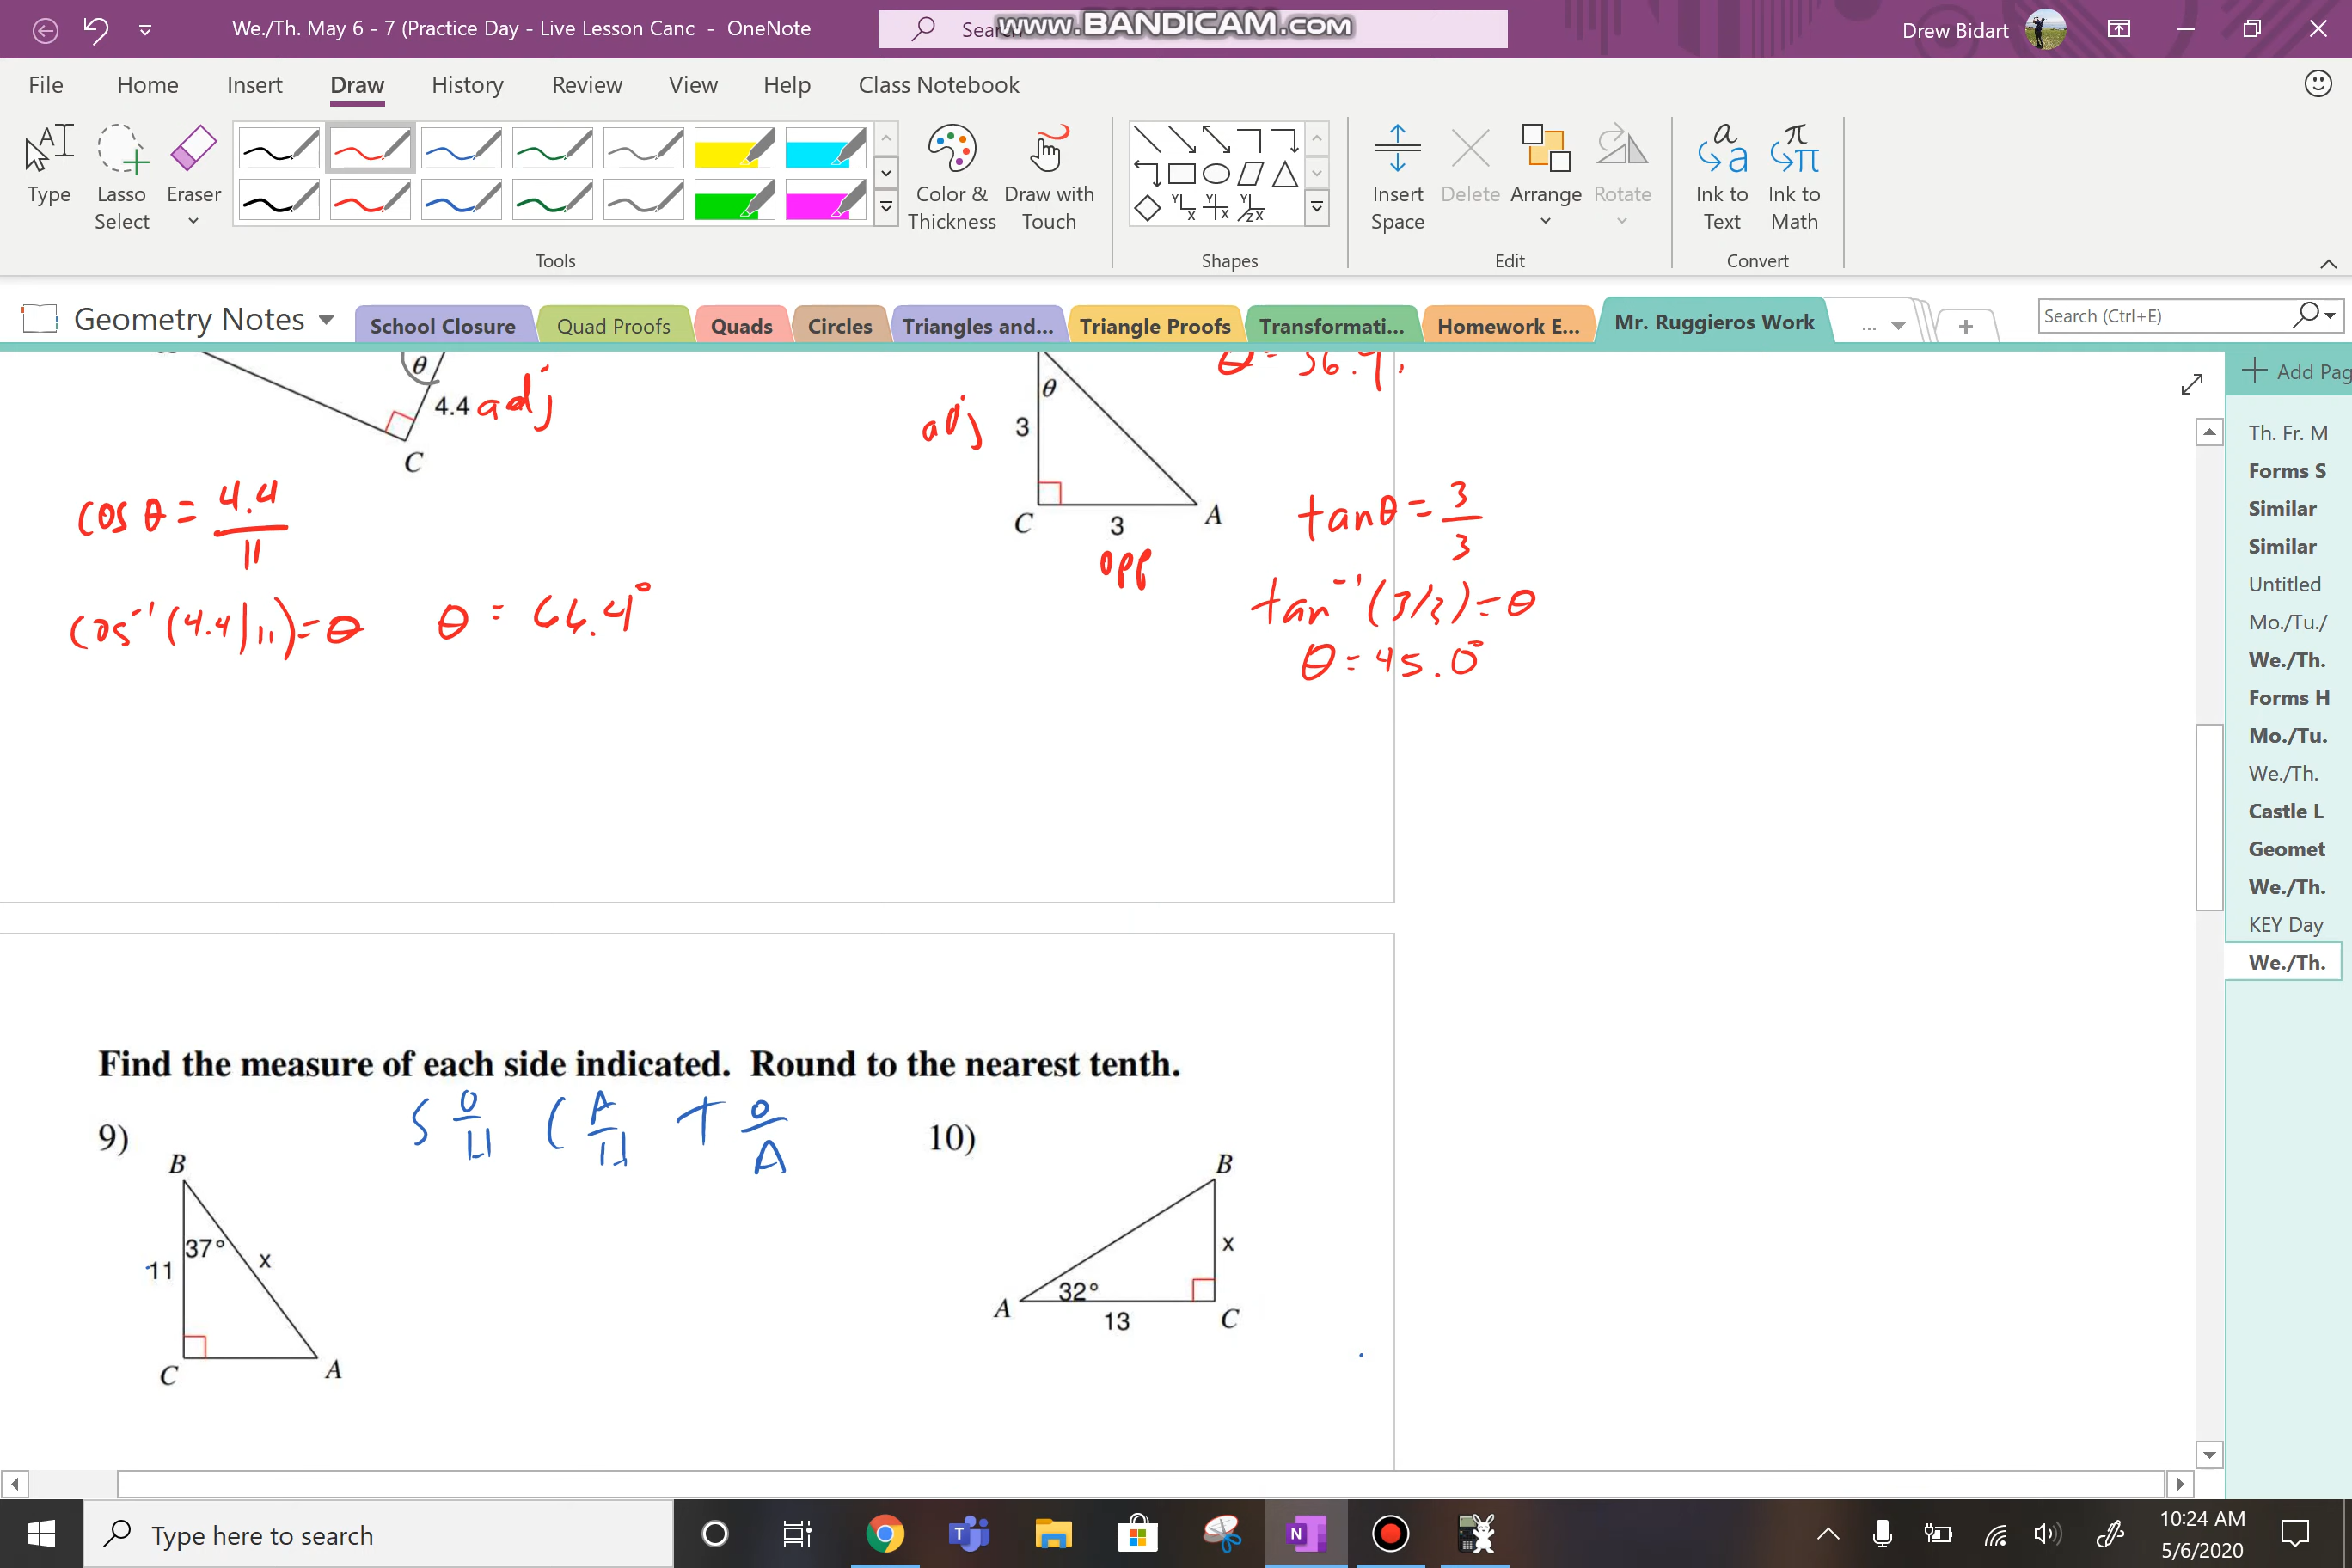 We./Th. May 6 - 7 (Practice Day - Live Lesson Canc - OneNote
www.BANDICAM.com
Drew Bidart
File Home Insert Draw History Review View Help Class Notebook
Type
Lasso Select
Eraser
Color & Thickness
Draw with Touch
Insert Space
Delete
Arrange
Rotate
Ink to Text
Ink to Math
Tools Shapes Edit Convert
Geometry Notes
School Closure
Quad Proofs
Quads
Circles
Triangles and...
Triangle Proofs
Transformati...
Homework E...
Mr. Ruggieros Work
...
Search (Ctrl+E)
Add Pag
Th. Fr. M
Forms S
Similar
Similar
Untitled
Mo./Tu./
We./Th.
Forms H
Mo./Tu.
We./Th.
Castle L
Geomet
We./Th.
KEY Day
We./Th.
θ
4.4 adj
C
cos θ = 4.4/11
cos⁻¹(4.4/11) = θ θ = 66.4°
θ
adj 3
C 3 A
opp
tan θ = 3/3
tan⁻¹(3/3) = θ
θ = 45.0°
Find the measure of each side indicated. Round to the nearest tenth.
S O/H C A/H T O/A
9)
B
37°
11
x
C
A
10)
B
x
32°
A
13
C
Type here to search
10:24 AM
5/6/2020